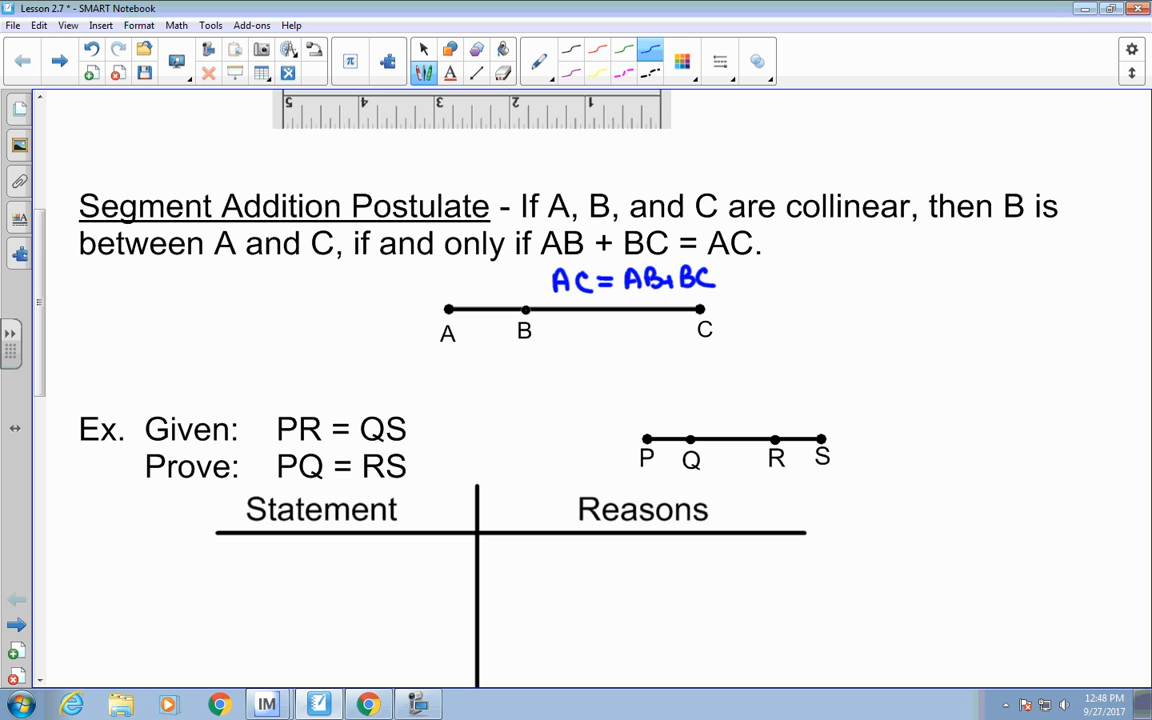 Lesson 2.7 * - SMART Notebook
File Edit View Insert Format Math Tools Add-ons Help
5 4 3 2 1
Segment Addition Postulate - If A, B, and C are collinear, then B is
between A and C, if and only if AB + BC = AC.
AC = AB+BC
A B C
Ex. Given: PR = QS
Prove: PQ = RS
P Q R S
Statement Reasons
IM
12:48 PM
9/27/2017